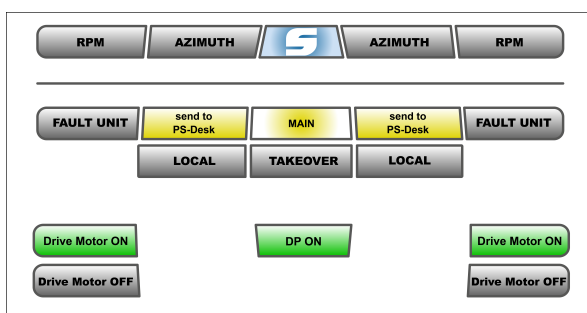 RPM AZIMUTH S AZIMUTH RPM
FAULT UNIT send to PS-Desk MAIN send to PS-Desk FAULT UNIT
LOCAL TAKEOVER LOCAL
Drive Motor ON DP ON Drive Motor ON
Drive Motor OFF Drive Motor OFF